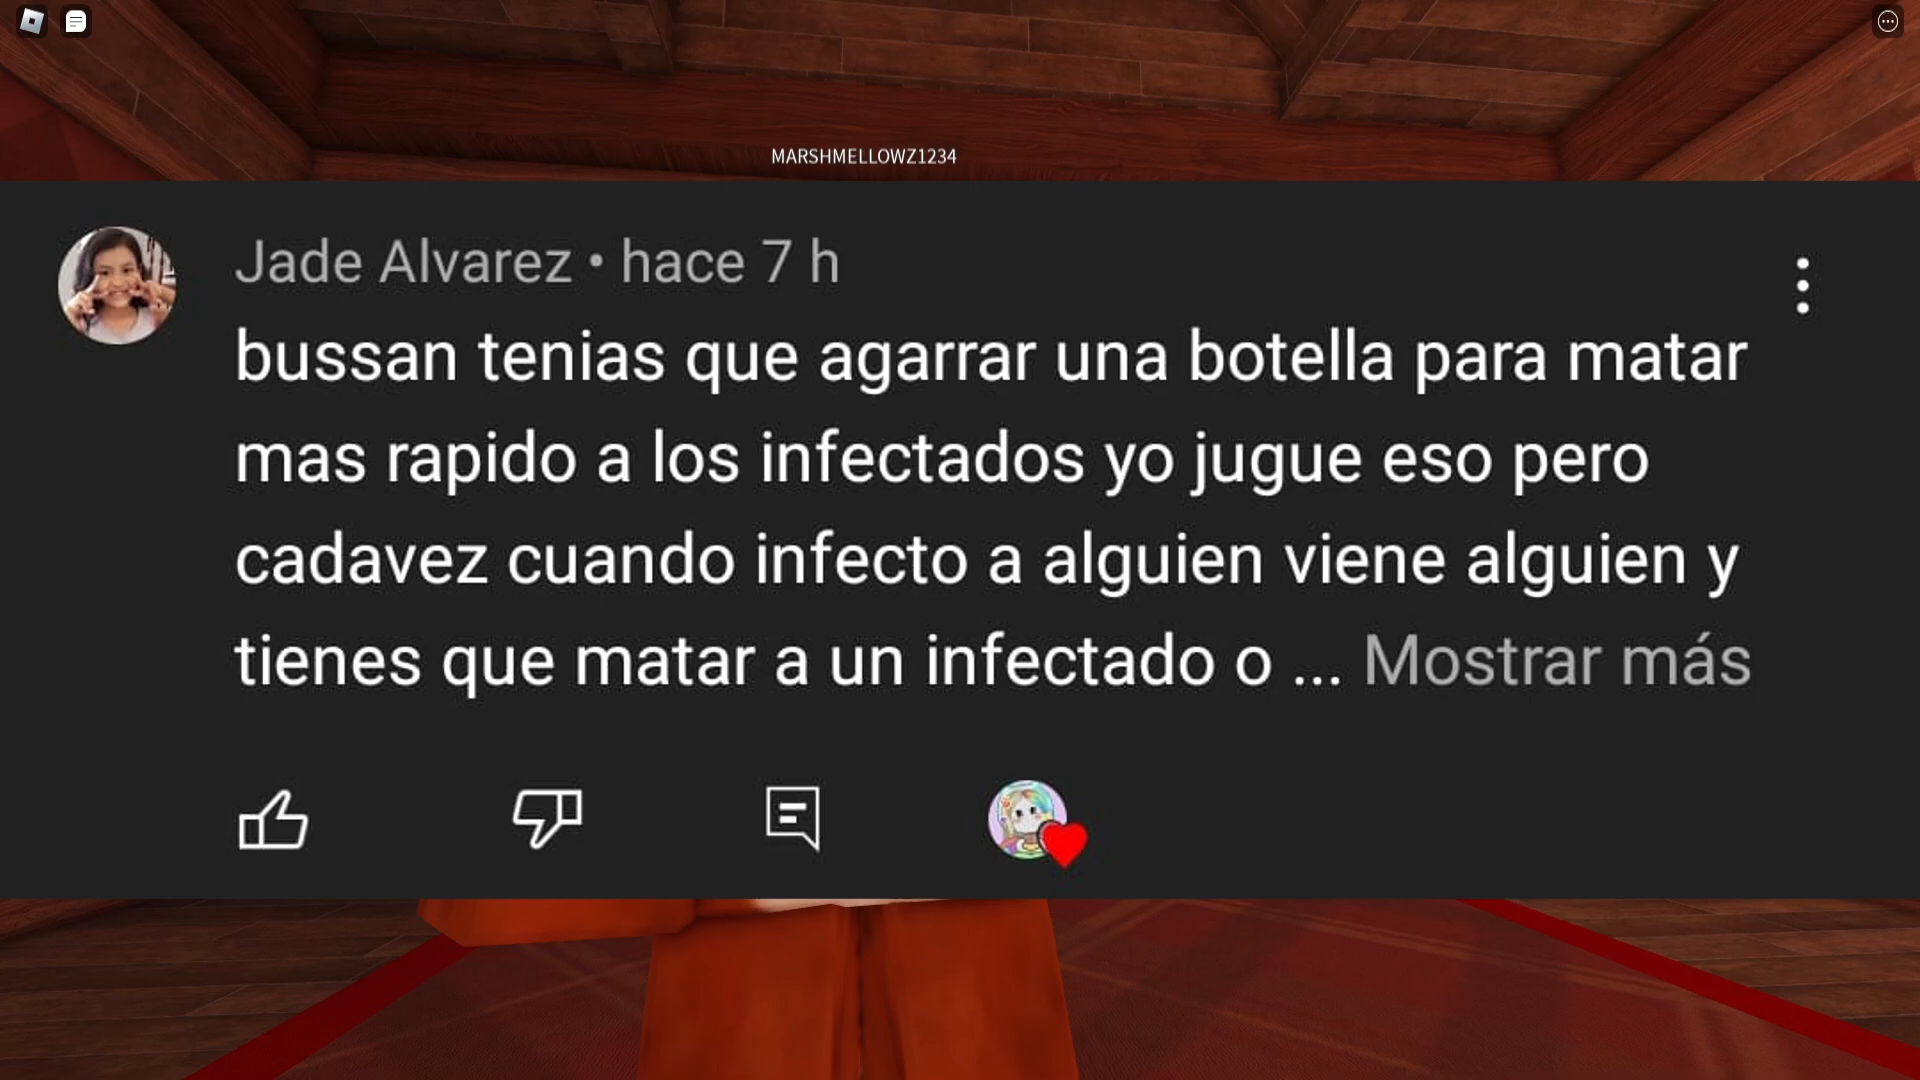 MARSHMELLOWZ1234
Jade Alvarez • hace 7 h
bussan tenias que agarrar una botella para matar
mas rapido a los infectados yo jugue eso pero
cadavez cuando infecto a alguien viene alguien y
tienes que matar a un infectado o ... Mostrar más